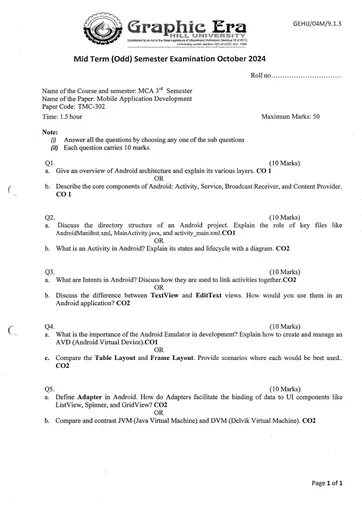 GEHU/04M/9.1.3
Graphic Era
HILL UNIVERSITY
Mid Term (Odd) Semester Examination October 2024
Roll no..............................
Name of the Course and semester: MCA 3rd Semester
Name of the Paper: Mobile Application Development
Paper Code: TMC-302
Time: 1.5 hour Maximum Marks: 50
Note:
(i) Answer all the questions by choosing any one of the sub questions
(ii) Each question carries 10 marks.
Q1. (10 Marks)
a. Give an overview of Android architecture and explain its various layers. CO 1
OR
b. Describe the core components of Android: Activity, Service, Broadcast Receiver, and Content Provider.
CO 1
Q2. (10 Marks)
a. Discuss the directory structure of an Android project. Explain the role of key files like
AndroidManifest.xml, MainActivity.java, and activity_main.xml.CO1
OR
b. What is an Activity in Android? Explain its states and lifecycle with a diagram. CO2
Q3. (10 Marks)
a. What are Intents in Android? Discuss how they are used to link activities together.CO2
OR
b. Discuss the difference between TextView and EditText views. How would you use them in an
Android application? CO2
Q4. (10 Marks)
a. What is the importance of the Android Emulator in development? Explain how to create and manage an
AVD (Android Virtual Device).CO1
OR
c. Compare the Table Layout and Frame Layout. Provide scenarios where each would be best used..
CO2
Q5. (10 Marks)
a. Define Adapter in Android. How do Adapters facilitate the binding of data to UI components like
ListView, Spinner, and GridView? CO2
OR
b. Compare and contrast JVM (Java Virtual Machine) and DVM (Delvik Virtual Machine). CO2
Page 1 of 1